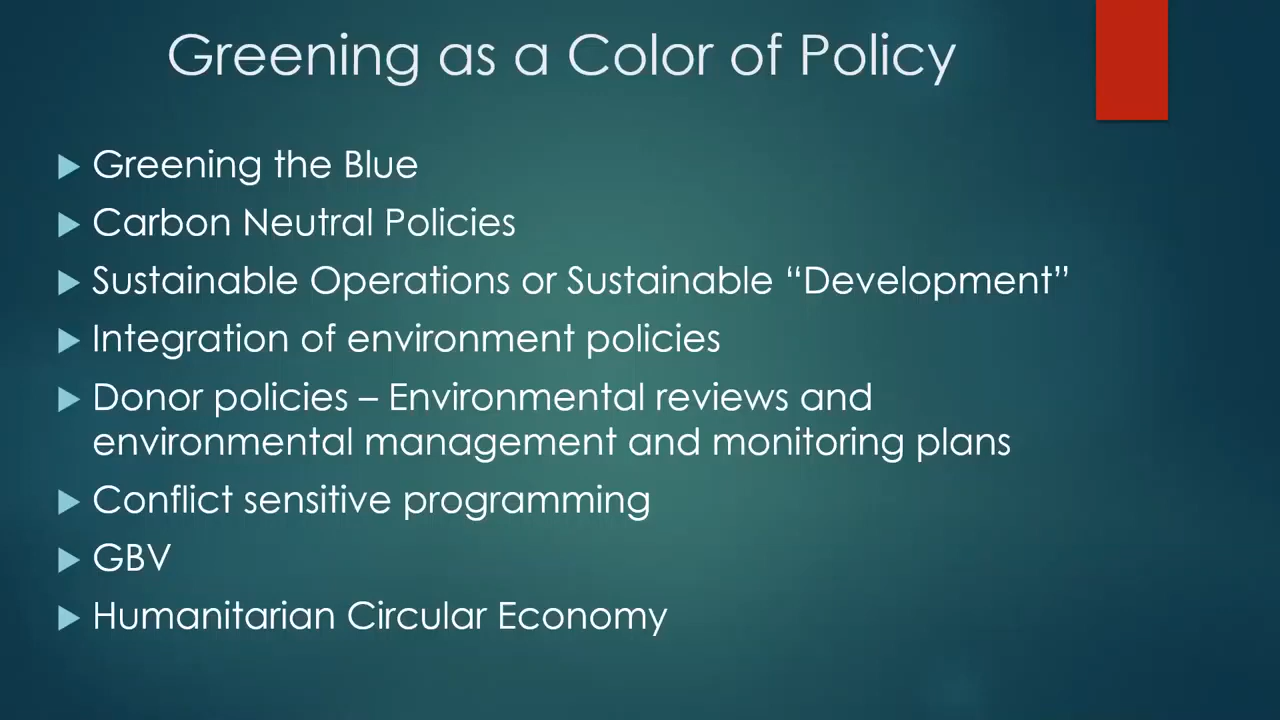 Greening as a Color of Policy
Greening the Blue
Carbon Neutral Policies
Sustainable Operations or Sustainable “Development”
Integration of environment policies
Donor policies – Environmental reviews and
environmental management and monitoring plans
Conflict sensitive programming
GBV
Humanitarian Circular Economy